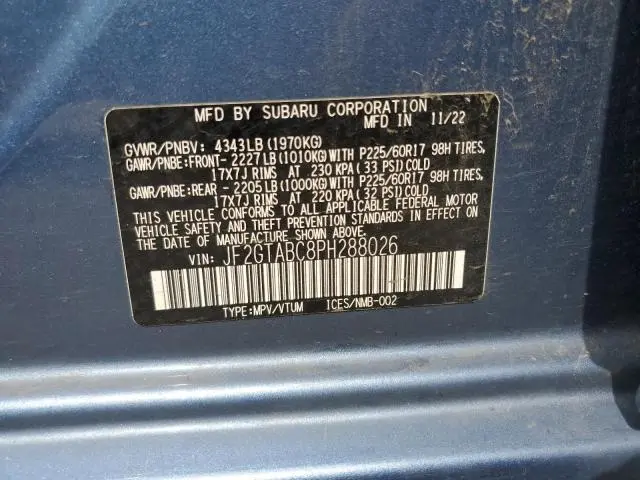 MFD BY SUBARU CORPORATION
MFD IN 11/22
GVWR/PNBV: 4343LB(1970KG)
GAWR/PNBE:FRONT- 2227LB(1010KG)WITH P225/60R17 98H TIRES,
17X7J RIMS AT 230 KPA( 33 PSI)COLD
GAWR/PNBE:REAR - 2205LB(1000KG)WITH P225/60R17 98H TIRES,
17X7J RIMS AT 220 KPA( 32 PSI)COLD
THIS VEHICLE CONFORMS TO ALL APPLICABLE FEDERAL MOTOR
VEHICLE SAFETY AND THEFT PREVENTION STANDARDS IN EFFECT
ON THE DATE OF MANUFACTURE SHOWN ABOVE.
VIN: JF2GTABC8PH288026
TYPE:MPV/VTUM ICES/NMB-002